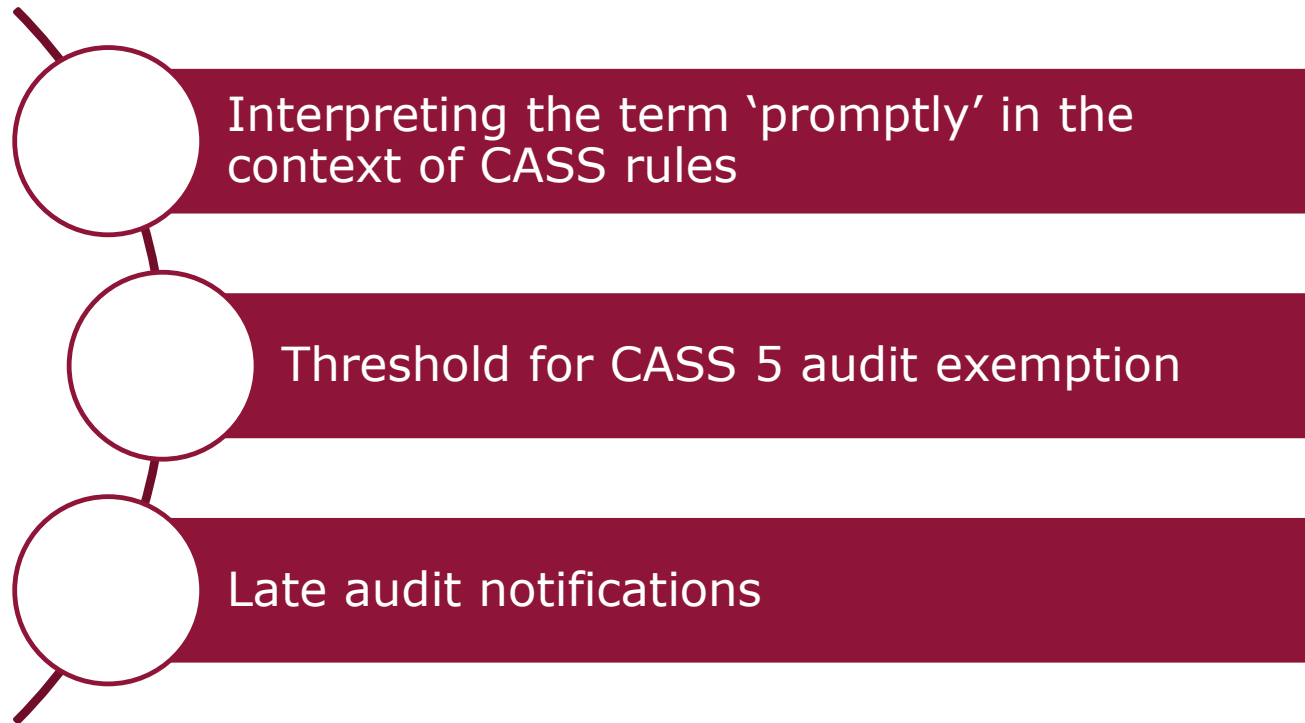 Interpreting the term ‘promptly’ in the
context of CASS rules
Threshold for CASS 5 audit exemption
Late audit notifications